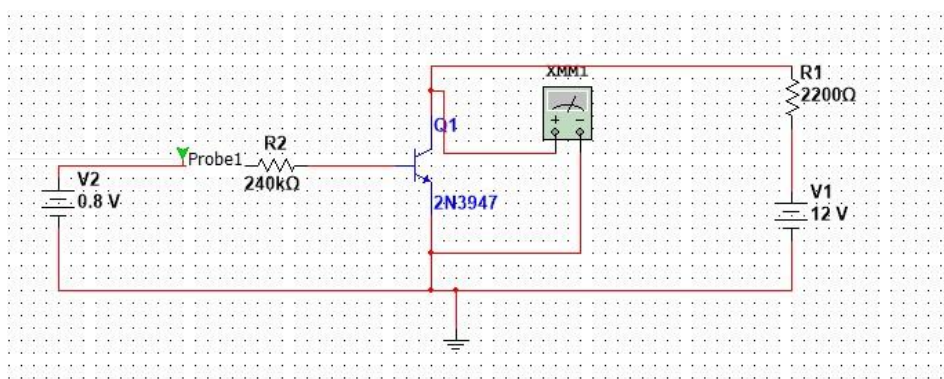 XMM1
R1
2200Ω
+ −
Q1
R2
Probe1
240kΩ
V2
0.8 V
2N3947
V1
12 V